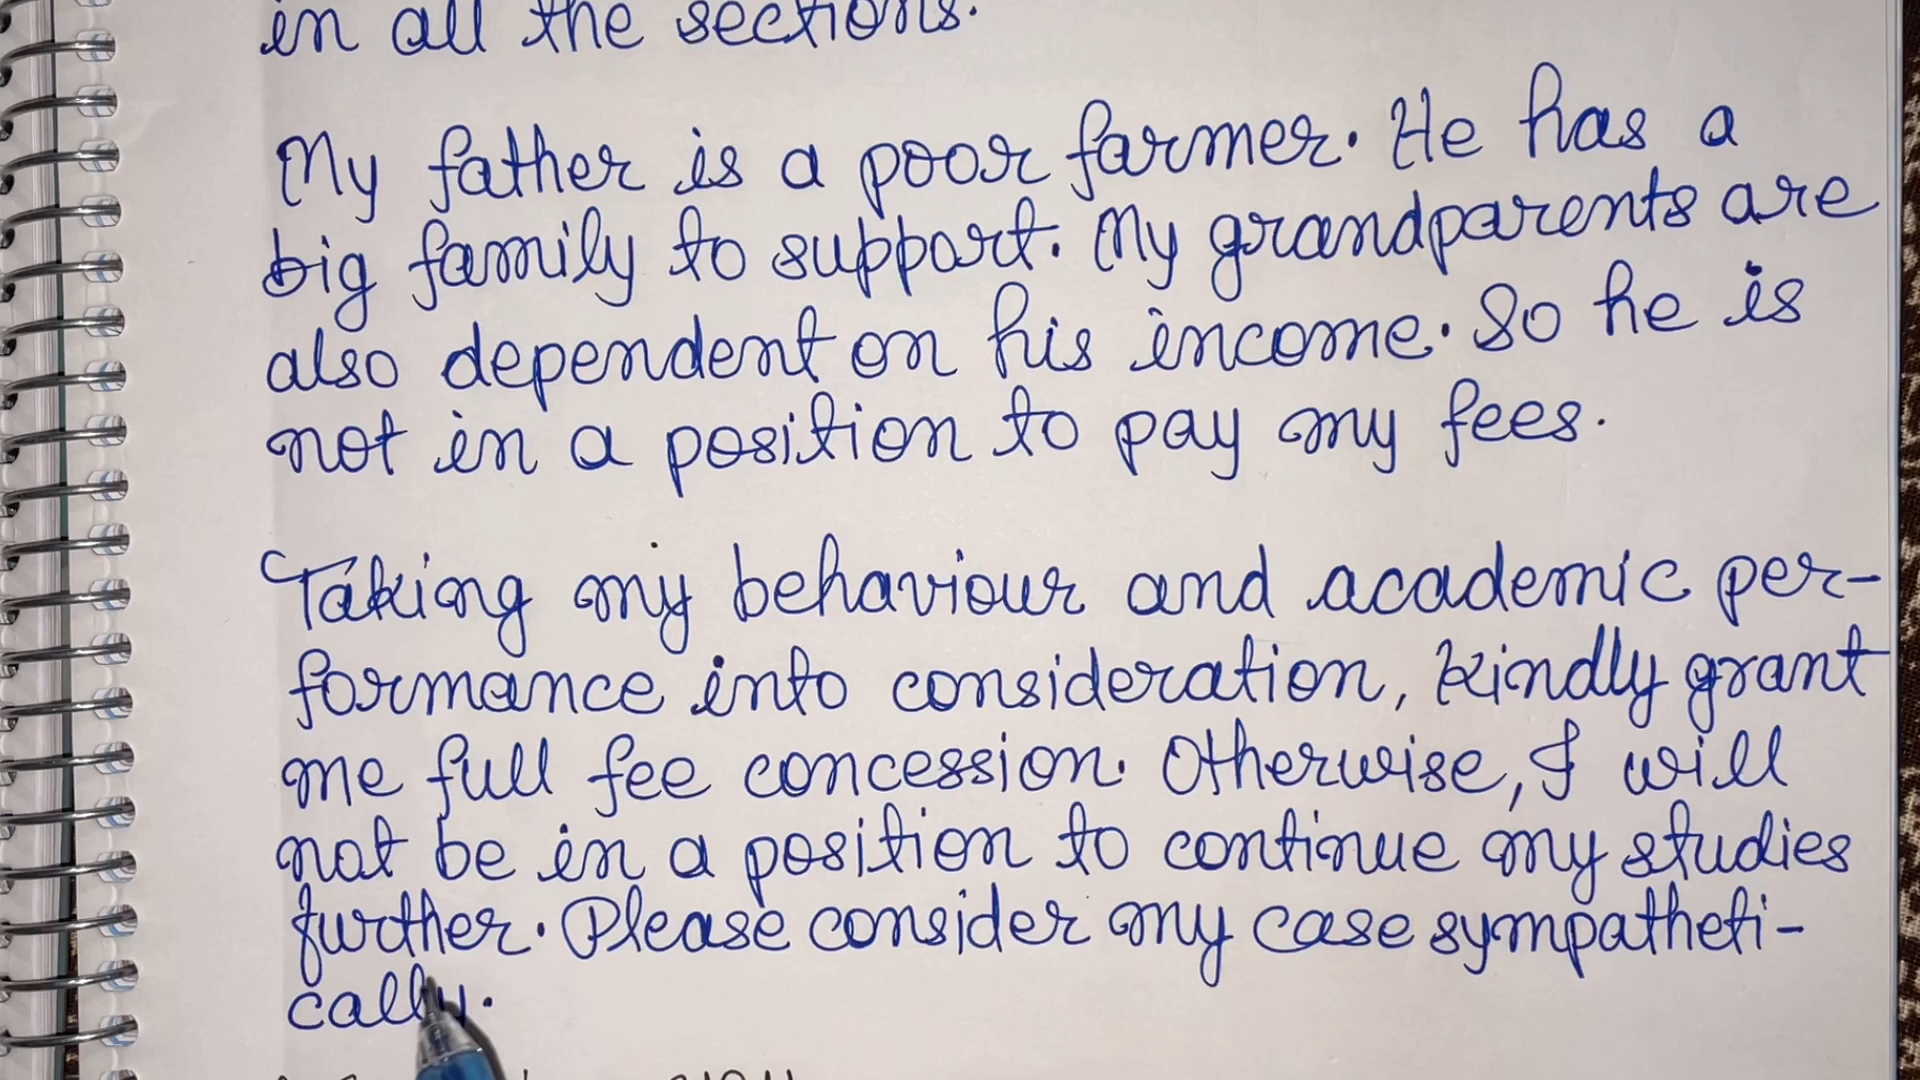 in all the sections.
My father is a poor farmer. He has a
big family to support. My grandparents are
also dependent on his income. So he is
not in a position to pay my fees.
Taking my behaviour and academic per-
formance into consideration, kindly grant
me full fee concession. Otherwise, I will
not be in a position to continue my studies
further. Please consider my case sympatheti-
cally.